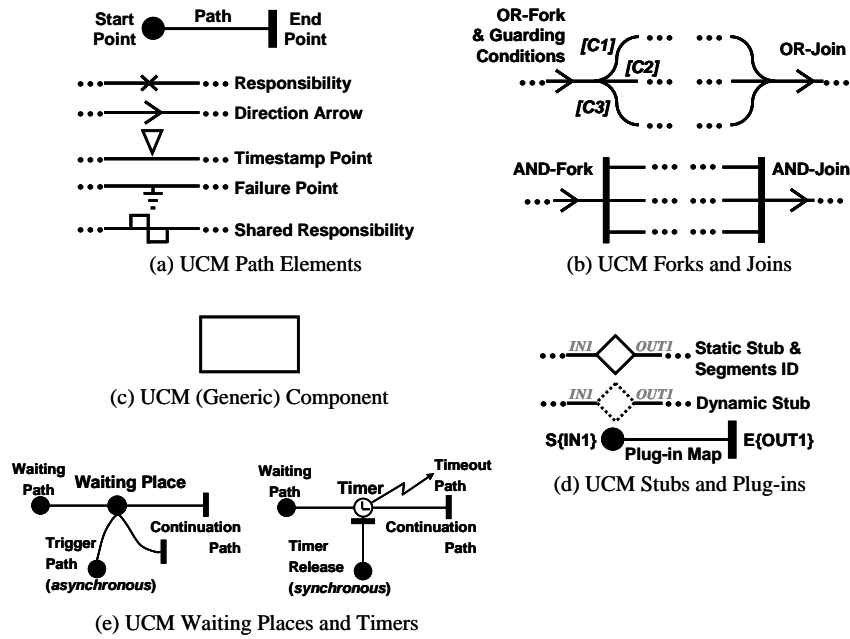 Start
Point
Path
End
Point
Responsibility
Direction Arrow
Timestamp Point
Failure Point
Shared Responsibility
(a) UCM Path Elements
OR-Fork
& Guarding
Conditions
[C1]
[C2]
[C3]
OR-Join
AND-Fork
AND-Join
(b) UCM Forks and Joins
(c) UCM (Generic) Component
IN1
OUT1
Static Stub &
Segments ID
IN1
OUT1
Dynamic Stub
S{IN1}
Plug-in Map
E{OUT1}
(d) UCM Stubs and Plug-ins
Waiting
Path
Waiting Place
Continuation
Path
Trigger
Path
(asynchronous)
Waiting
Path
Timer
Timeout
Path
Continuation
Path
Timer
Release
(synchronous)
(e) UCM Waiting Places and Timers